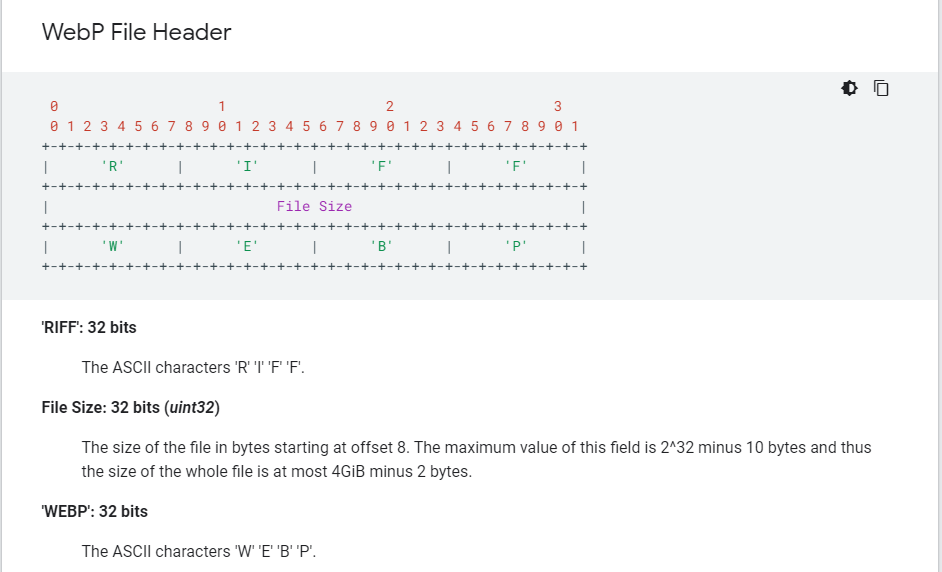 WebP File Header
0                   1                   2                   3
0 1 2 3 4 5 6 7 8 9 0 1 2 3 4 5 6 7 8 9 0 1 2 3 4 5 6 7 8 9 0 1
+-+-+-+-+-+-+-+-+-+-+-+-+-+-+-+-+-+-+-+-+-+-+-+-+-+-+-+-+-+-+-+-+
|      'R'      |      'I'      |      'F'      |      'F'      |
+-+-+-+-+-+-+-+-+-+-+-+-+-+-+-+-+-+-+-+-+-+-+-+-+-+-+-+-+-+-+-+-+
|                           File Size                           |
+-+-+-+-+-+-+-+-+-+-+-+-+-+-+-+-+-+-+-+-+-+-+-+-+-+-+-+-+-+-+-+-+
|      'W'      |      'E'      |      'B'      |      'P'      |
+-+-+-+-+-+-+-+-+-+-+-+-+-+-+-+-+-+-+-+-+-+-+-+-+-+-+-+-+-+-+-+-+
'RIFF': 32 bits
The ASCII characters 'R' 'I' 'F' 'F'.
File Size: 32 bits (uint32)
The size of the file in bytes starting at offset 8. The maximum value of this field is 2^32 minus 10 bytes and thus
the size of the whole file is at most 4GiB minus 2 bytes.
'WEBP': 32 bits
The ASCII characters 'W' 'E' 'B' 'P'.